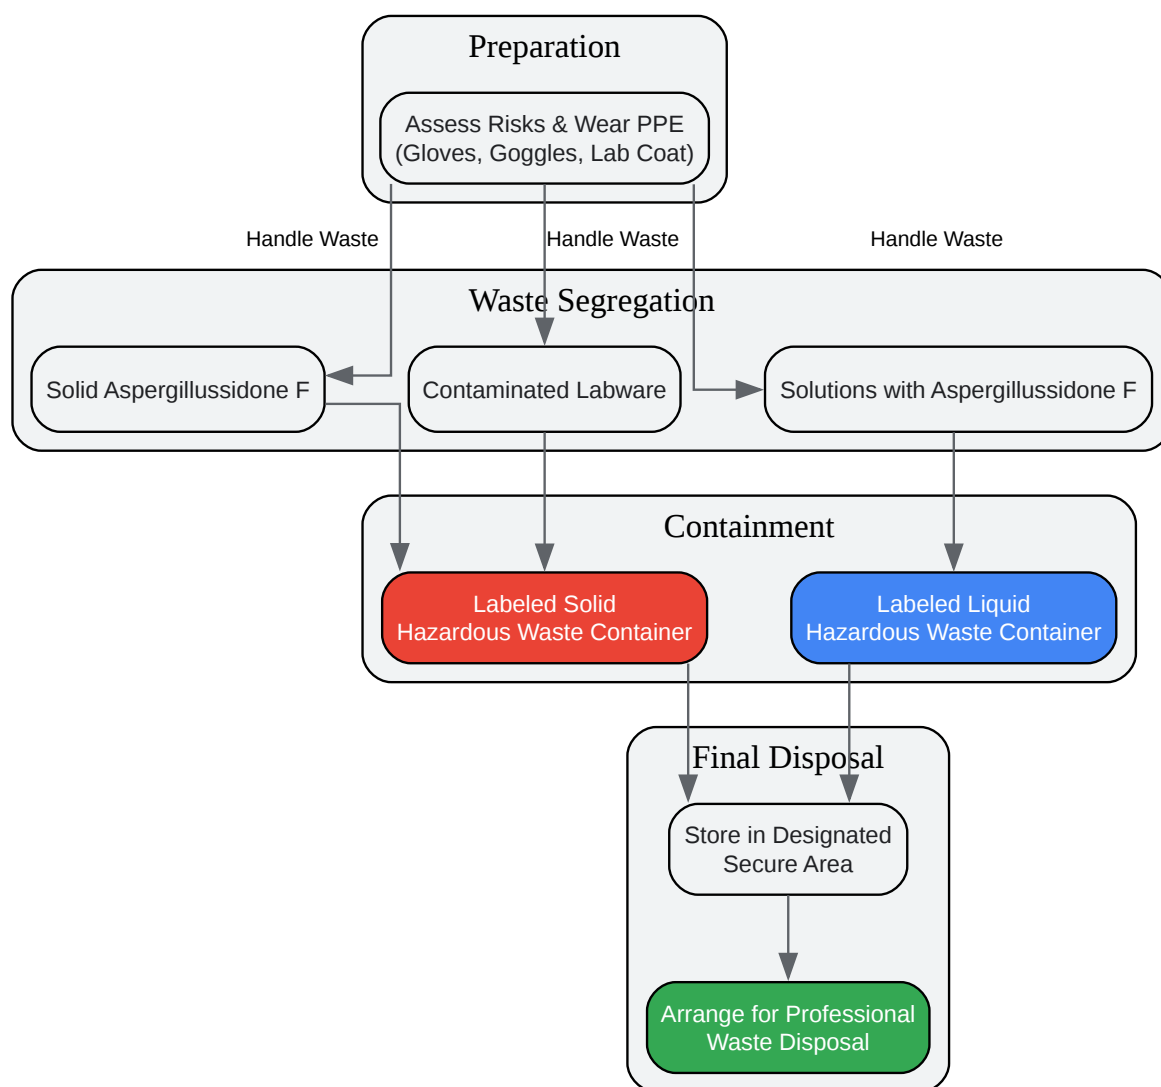 Preparation
Assess Risks & Wear PPE
(Gloves, Goggles, Lab Coat)
Handle Waste
Handle Waste
Handle Waste
Waste Segregation
Solid Aspergillussidone F
Contaminated Labware
Solutions with Aspergillussidone F
Containment
Labeled Solid
Hazardous Waste Container
Labeled Liquid
Hazardous Waste Container
Final Disposal
Store in Designated
Secure Area
Arrange for Professional
Waste Disposal